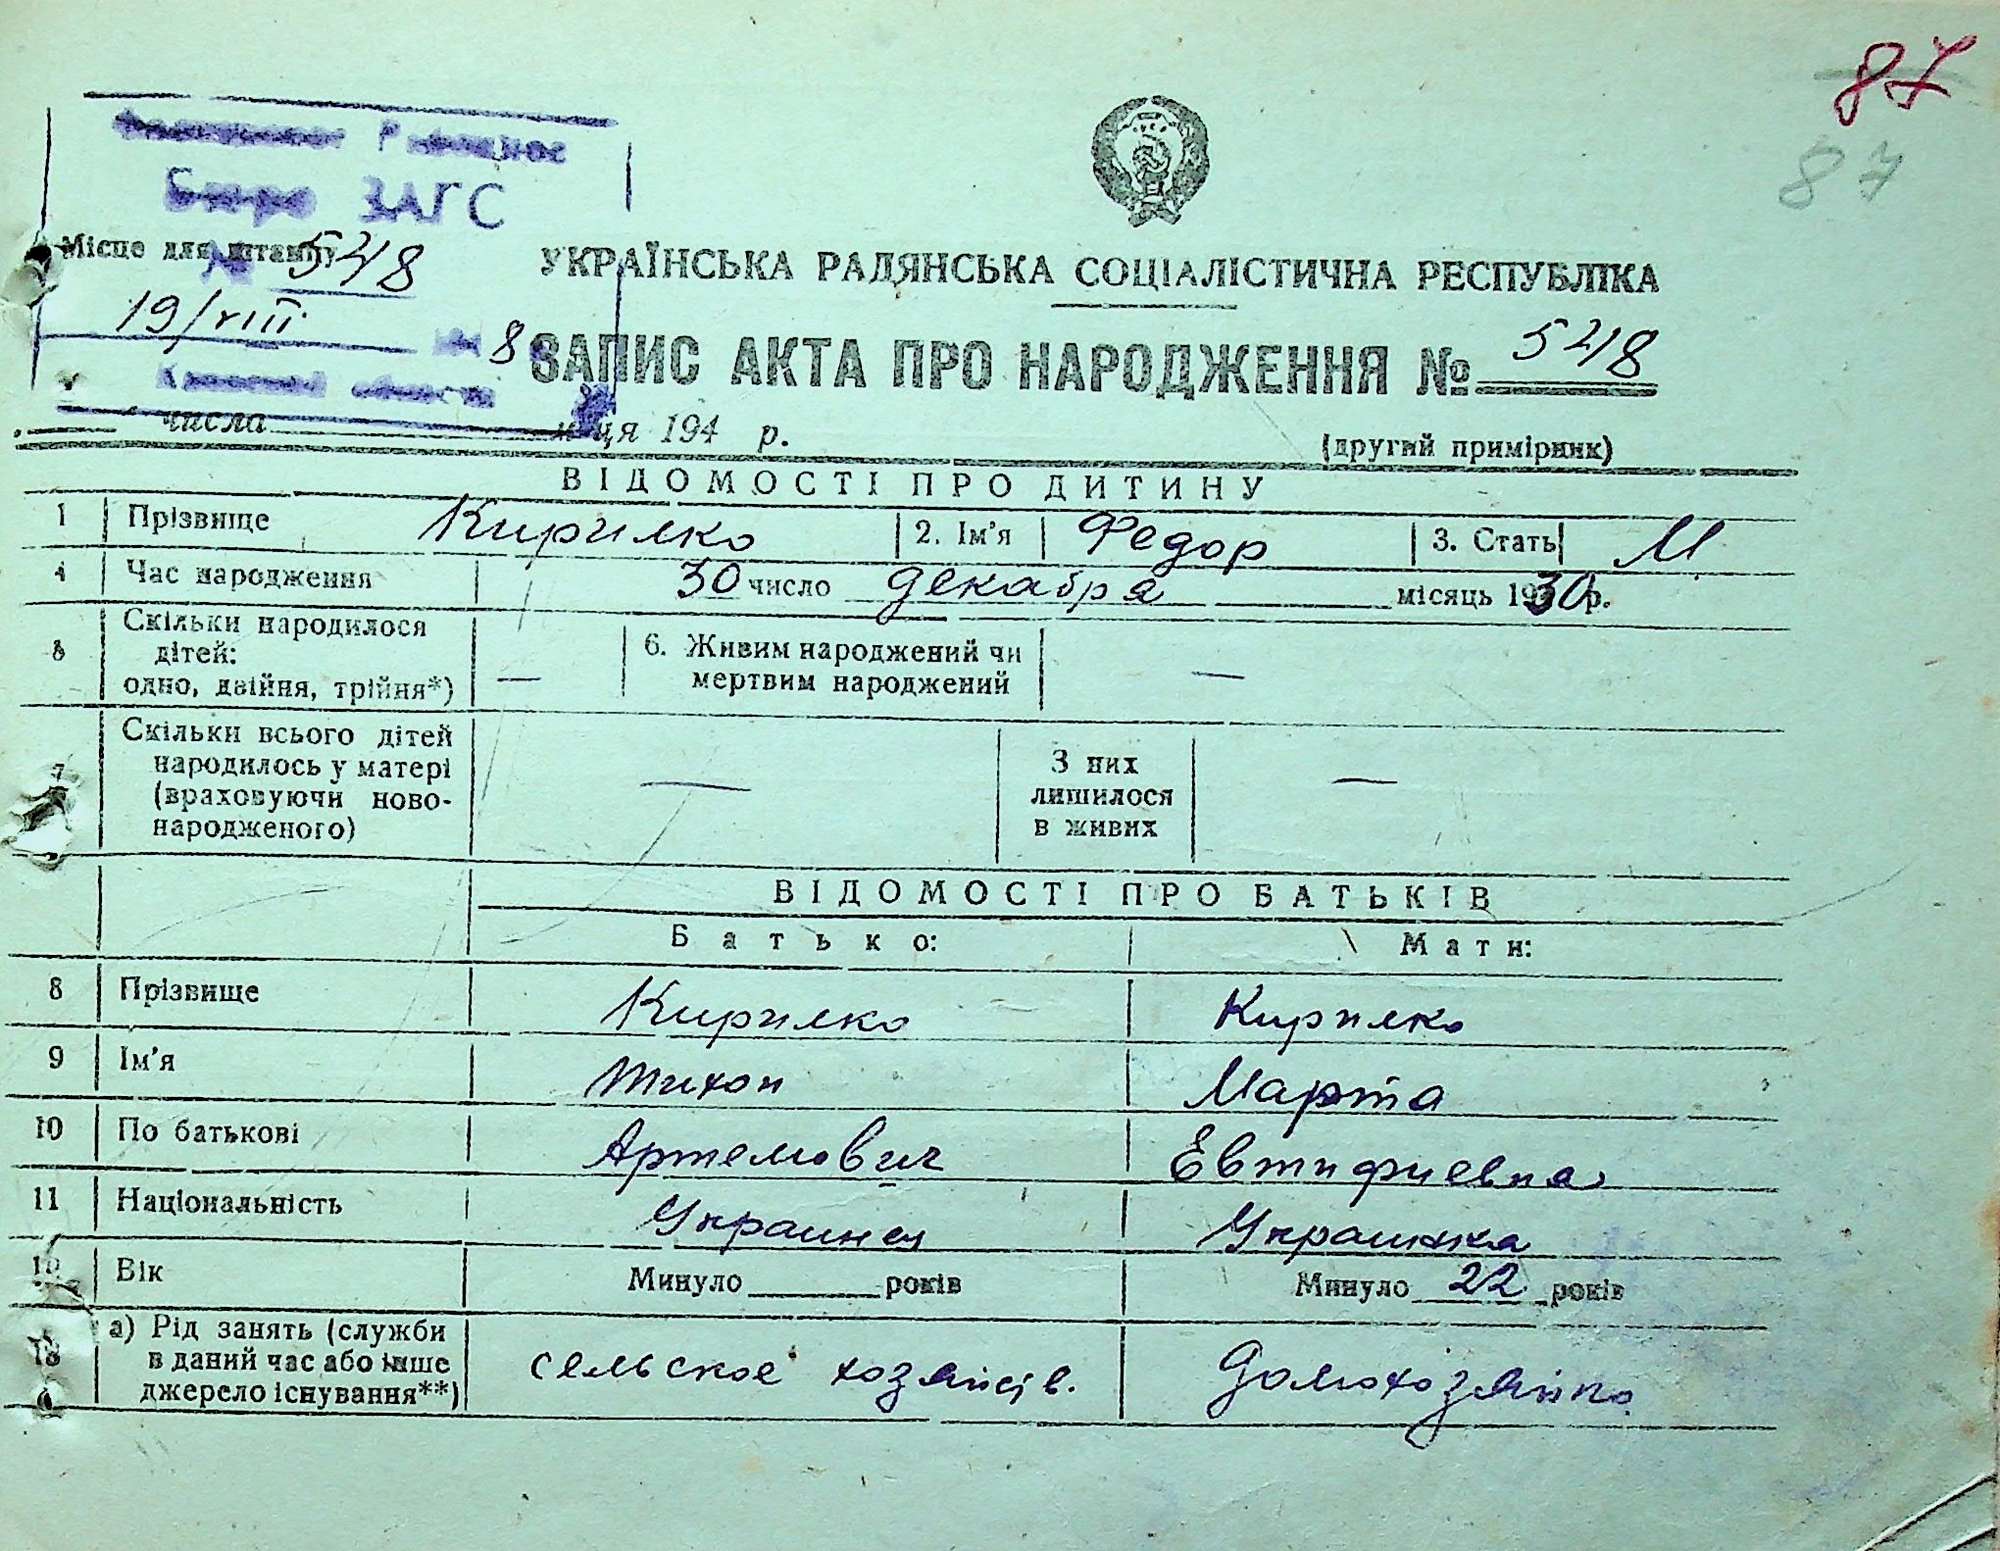 87
87
ЗАГС
Місце для штампу
548
19/VIII
8
УКРАЇНСЬКА РАДЯНСЬКА СОЦІАЛІСТИЧНА РЕСПУБЛІКА
ЗАПИС АКТА ПРО НАРОДЖЕННЯ № 548
числа ця 194 р.
(другий примірник)
ВІДОМОСТІ ПРО ДИТИНУ
1 Прізвище Кирилко 2. Ім'я Федор 3. Стать М
4 Час народження 30 число декабря місяць 1930 р.
5 Скільки народилося дітей: одно, двійня, трійня*) — 6. Живим народжений чи мертвим народжений —
7 Скільки всього дітей народилось у матері (враховуючи ново-народженого) — З них лишилося в живих —
ВІДОМОСТІ ПРО БАТЬКІВ
Батько: Мати:
8 Прізвище Кирилко Кирилко
9 Ім'я Тихон Марта
10 По батькові Артемович Евтифиевна
11 Національність Украинец Украинка
12 Вік Минуло років Минуло 22 років
13 а) Рід занять (служби в даний час або інше джерело існування**) сельское хозяйств. Домохозяйка